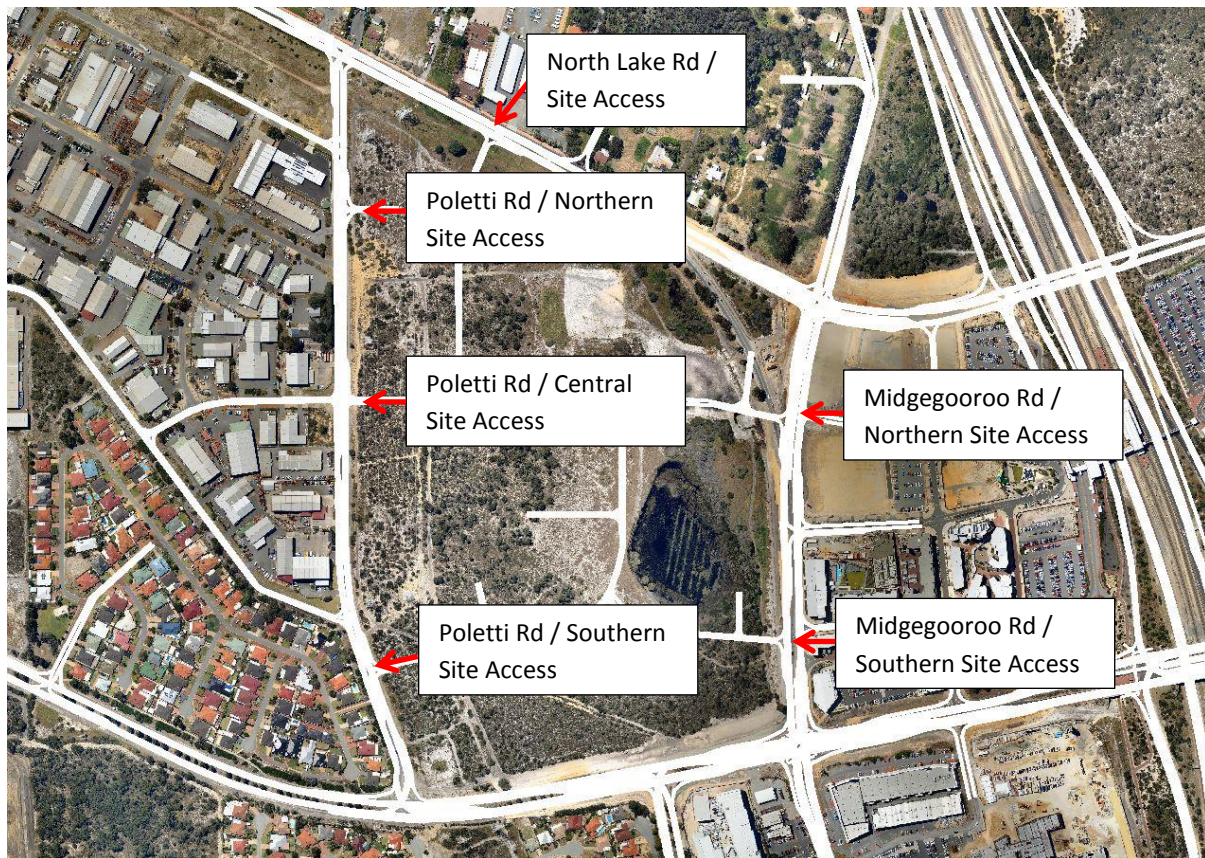 North Lake Rd /
Site Access
Poletti Rd / Northern
Site Access
Poletti Rd / Central
Site Access
Midgegooroo Rd /
Northern Site Access
Poletti Rd / Southern
Site Access
Midgegooroo Rd /
Southern Site Access